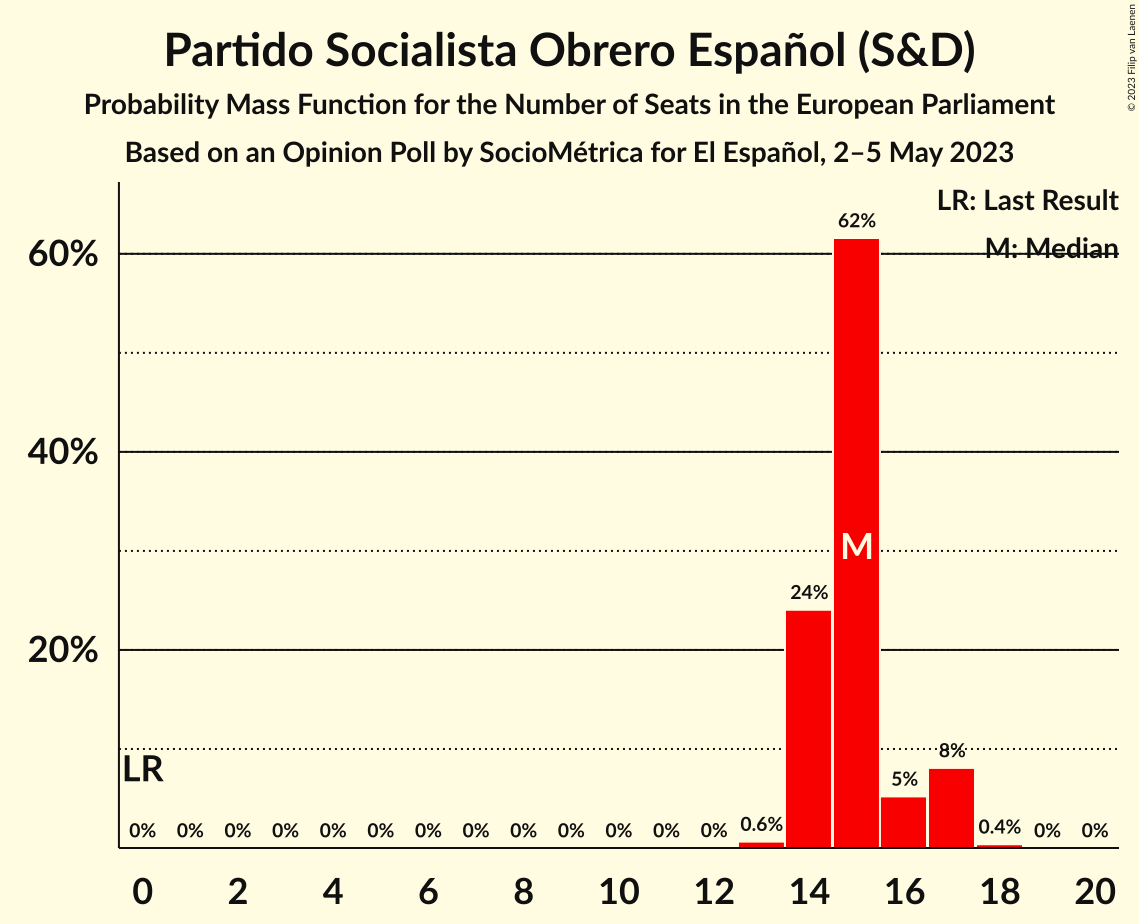 Partido Socialista Obrero Español (S&D)
Probability Mass Function for the Number of Seats in the European Parliament
Based on an Opinion Poll by SocioMétrica for El Español, 2–5 May 2023
© 2023 Filip van Laenen
LR: Last Result
M: Median
60%
40%
20%
62%
M
24%
LR
8%
5%
0% 0% 0% 0% 0% 0% 0% 0% 0% 0% 0% 0% 0% 0.6% 0.4% 0% 0%
0 2 4 6 8 10 12 14 16 18 20